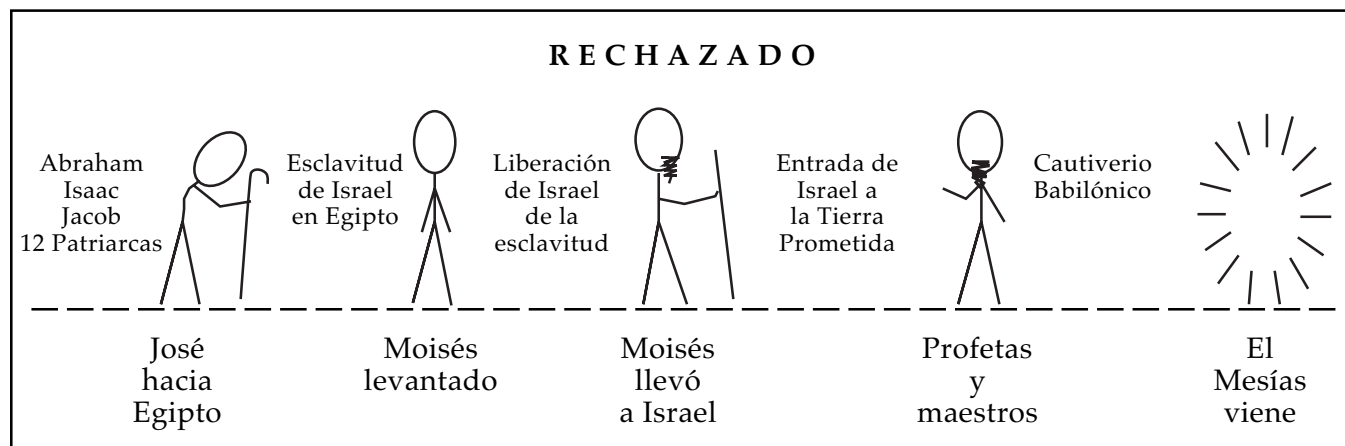 RECHAZADO
Abraham
Isaac
Jacob
12 Patriarcas
Esclavitud
de Israel
en Egipto
Liberación
de Israel
de la
esclavitud
Entrada de
Israel a
la Tierra
Prometida
Cautiverio
Babilónico
José
hacia
Egipto
Moisés
levantado
Moisés
llevó
a Israel
Profetas
y
maestros
El
Mesías
viene